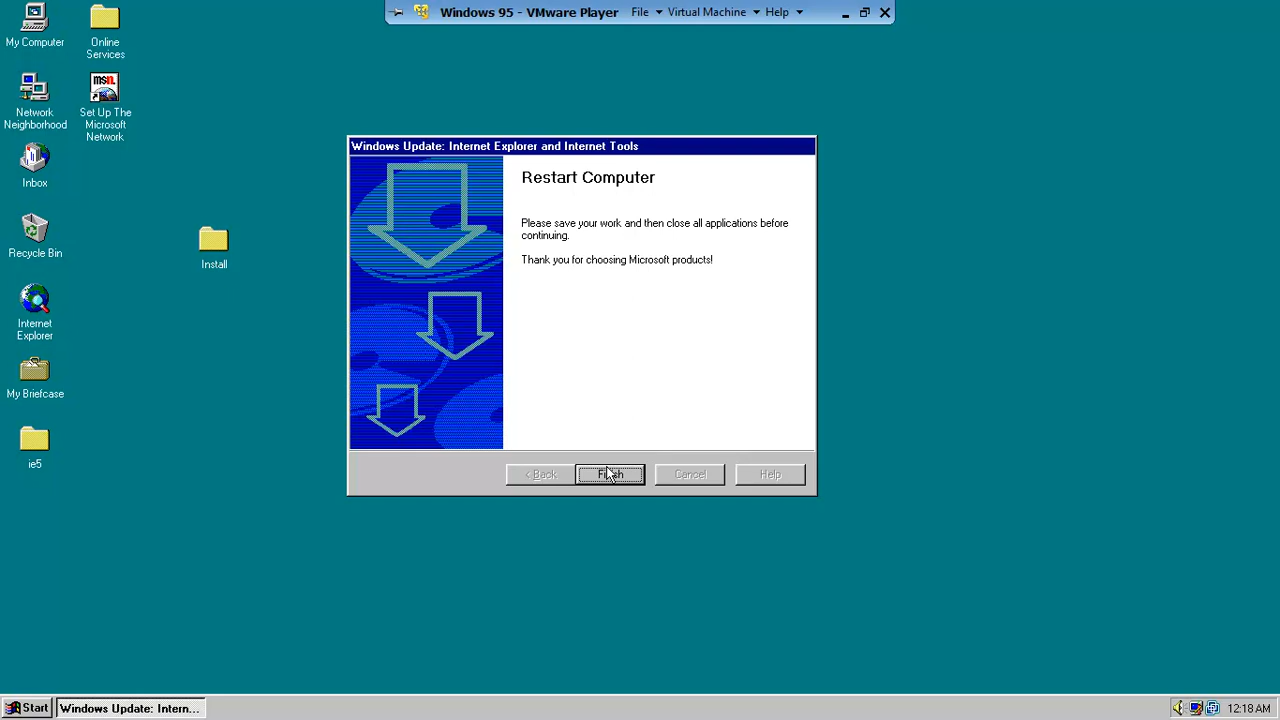 Windows 95 - VMware Player File Virtual Machine Help
My Computer
Online
Services
Network
Neighborhood
msn.
Set Up The
Microsoft
Network
Inbox
Recycle Bin
Install
Internet
Explorer
My Briefcase
ie5
Windows Update: Internet Explorer and Internet Tools
Restart Computer
Please save your work and then close all applications before
continuing.
Thank you for choosing Microsoft products!
< Back Finish Cancel Help
Start Windows Update: Intern... 12:18 AM